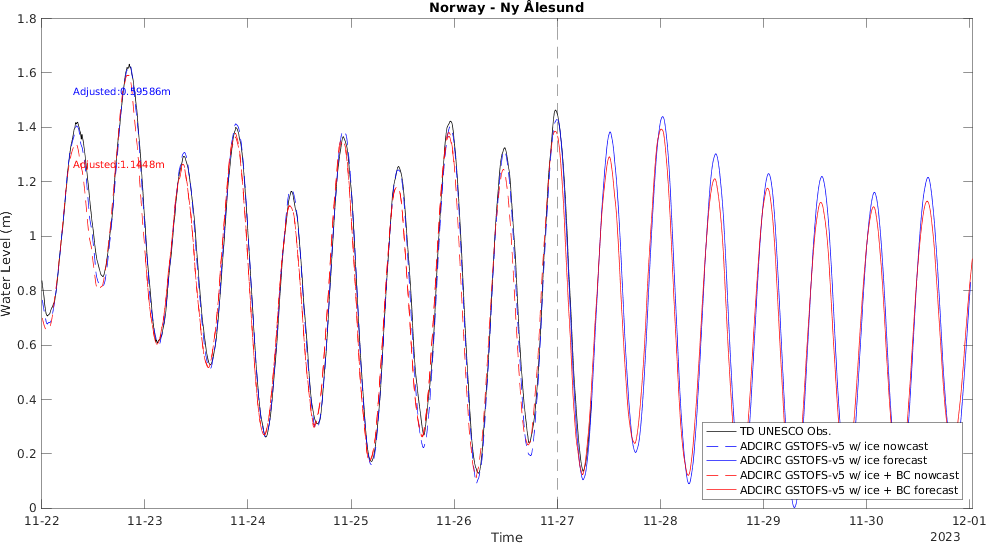 Norway - Ny Ålesund
1.8
1.6
1.4
1.2
1
0.8
0.6
0.4
0.2
0
Water Level (m)
Adjusted:0.59586m
Adjusted:1.1448m
TD UNESCO Obs.
ADCIRC GSTOFS-v5 w/ ice nowcast
ADCIRC GSTOFS-v5 w/ ice forecast
ADCIRC GSTOFS-v5 w/ ice + BC nowcast
ADCIRC GSTOFS-v5 w/ ice + BC forecast
11-22 11-23 11-24 11-25 11-26 11-27 11-28 11-29 11-30 12-01
Time
2023